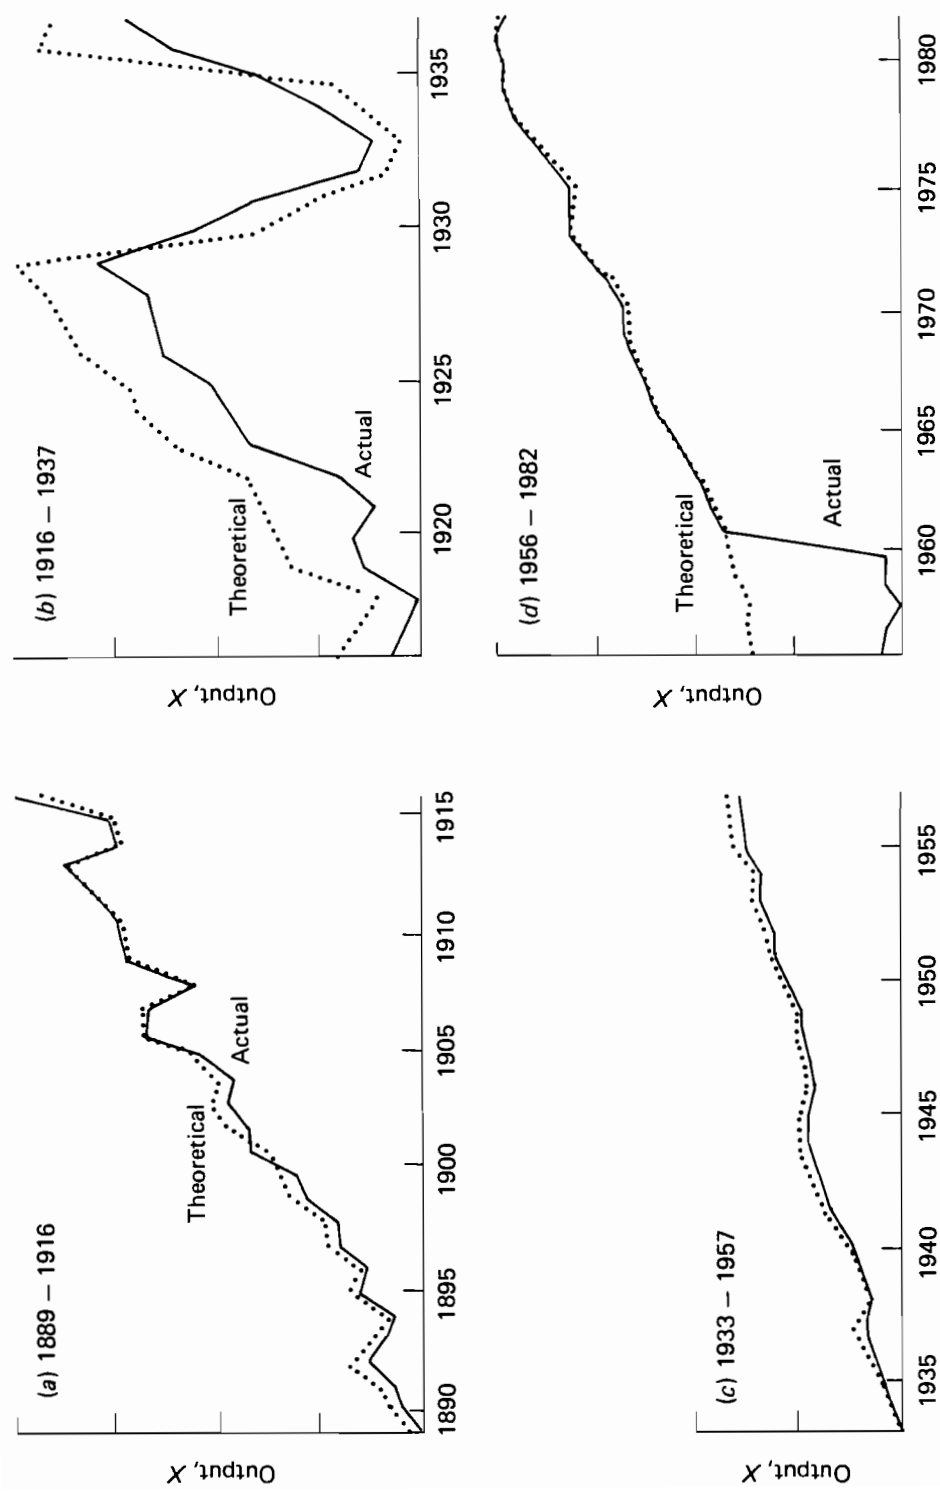 (a) 1889 – 1916
Output, X
Theoretical
Actual
1890 1895 1900 1905 1910 1915
(b) 1916 – 1937
Output, X
Theoretical
Actual
1920 1925 1930 1935
(c) 1933 – 1957
Output, X
1935 1940 1945 1950 1955
(d) 1956 – 1982
Output, X
Theoretical
Actual
1960 1965 1970 1975 1980